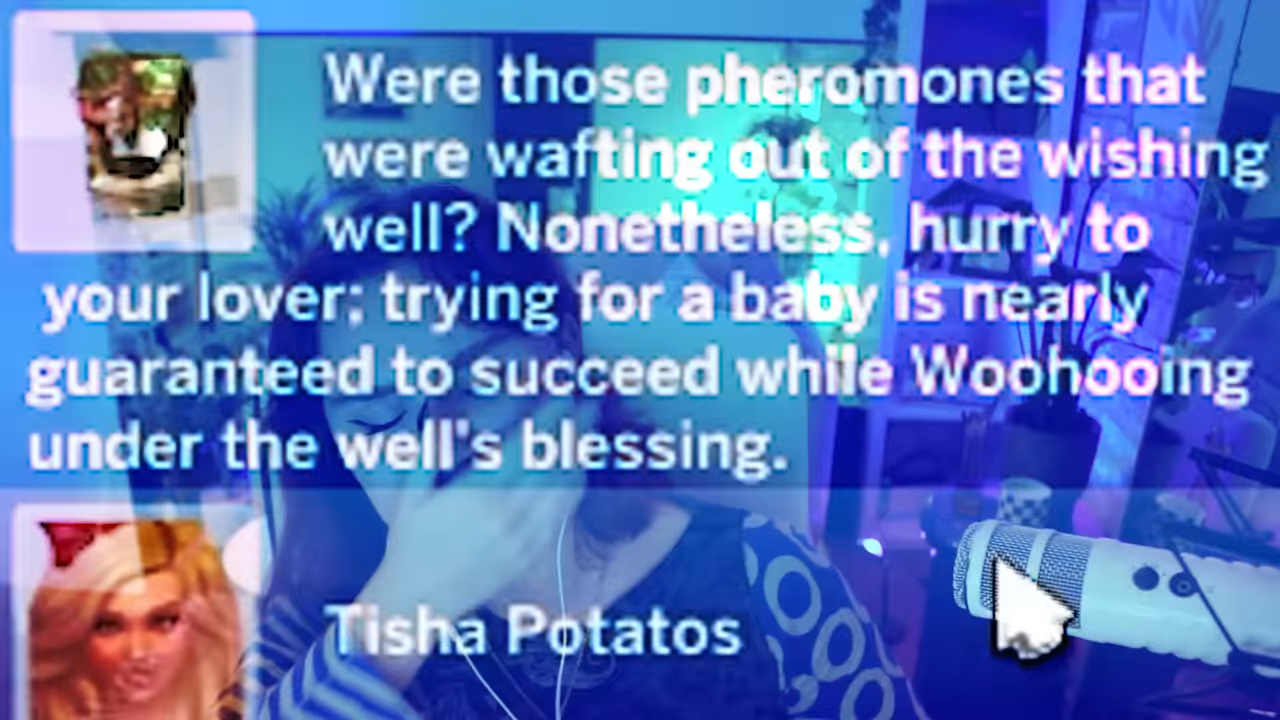 Were those pheromones that
were wafting out of the wishing
well? Nonetheless, hurry to
your lover; trying for a baby is nearly
guaranteed to succeed while Woohooing
under the well's blessing.
Tisha Potatos